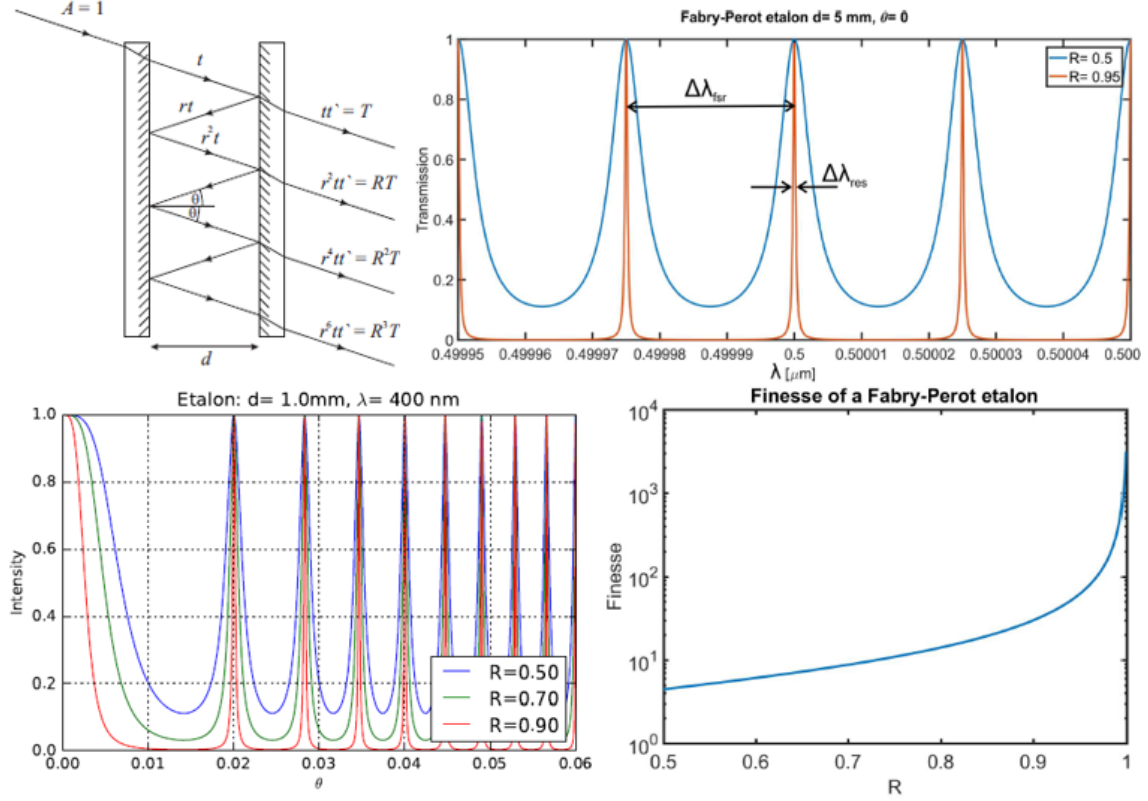 A = 1
t
rt
r²t
θ
θ
tt` = T
r²tt` = RT
r⁴tt` = R²T
r⁶tt` = R³T
d
Fabry-Perot etalon d= 5 mm, θ= 0
R= 0.5
R= 0.95
Δλfsr
Δλres
Transmission
1
0.8
0.6
0.4
0.2
0
0.49995 0.49996 0.49997 0.49998 0.49999 0.5 0.50001 0.50002 0.50003 0.50004 0.500
λ [μm]
Etalon: d= 1.0mm, λ= 400 nm
Intensity
1.0
0.8
0.6
0.4
0.2
0.0
R=0.50
R=0.70
R=0.90
0.00 0.01 0.02 0.03 0.04 0.05 0.06
θ
Finesse of a Fabry-Perot etalon
Finesse
10⁴
10³
10²
10¹
10⁰
0.5 0.6 0.7 0.8 0.9 1
R